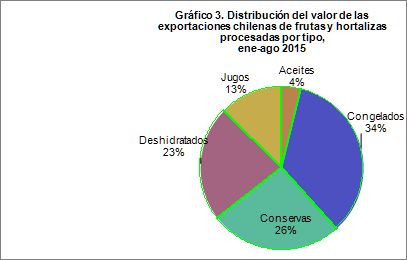 Gráfico 3. Distribución del valor de las
exportaciones chilenas de frutas y hortalizas
procesadas por tipo,
ene-ago 2015
Aceites
4%
Jugos
13%
Congelados
34%
Deshidratados
23%
Conservas
26%